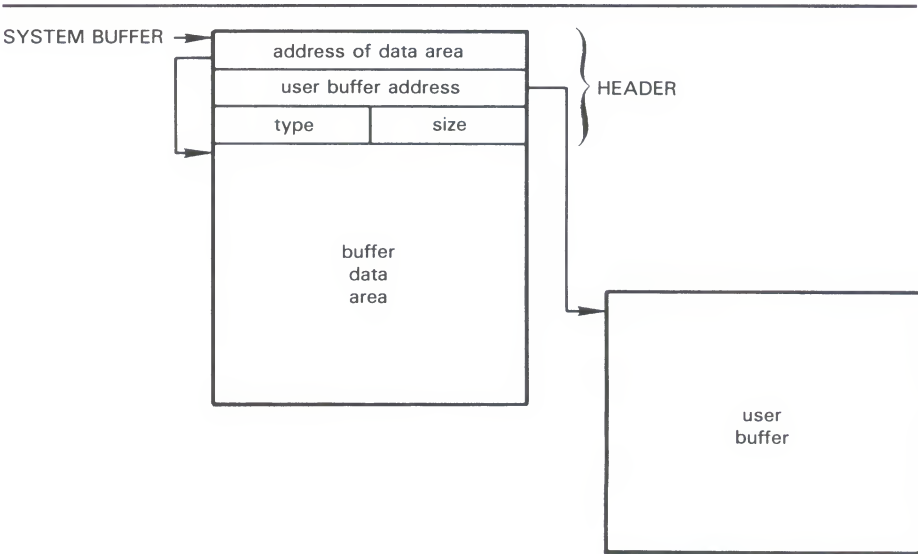 SYSTEM BUFFER
address of data area
user buffer address
HEADER
type
size
buffer
data
area
user
buffer